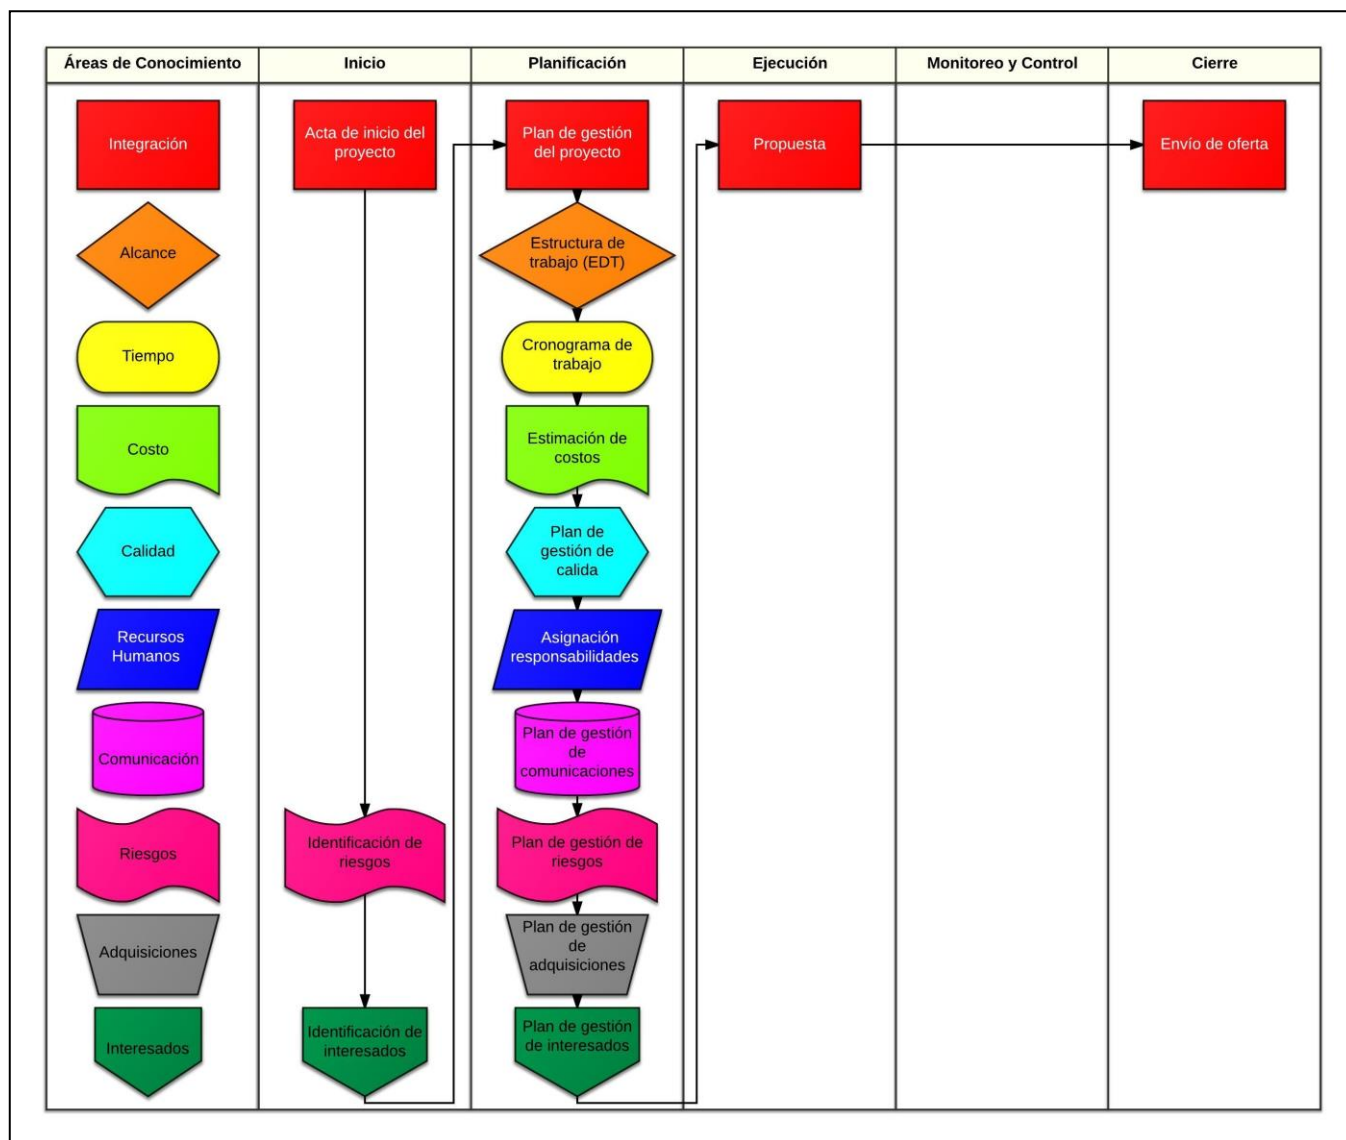 Áreas de Conocimiento
Inicio
Planificación
Ejecución
Monitoreo y Control
Cierre
Integración
Acta de inicio del
proyecto
Plan de gestión
del proyecto
Propuesta
Envío de oferta
Alcance
Estructura de
trabajo (EDT)
Tiempo
Cronograma de
trabajo
Costo
Estimación de
costos
Calidad
Plan de
gestión de
calida
Recursos
Humanos
Asignación
responsabilidades
Comunicación
Plan de gestión
de
comunicaciones
Riesgos
Identificación de
riesgos
Plan de gestión de
riesgos
Adquisiciones
Plan de gestión
de
adquisiciones
Interesados
Identificación de
interesados
Plan de gestión
de interesados